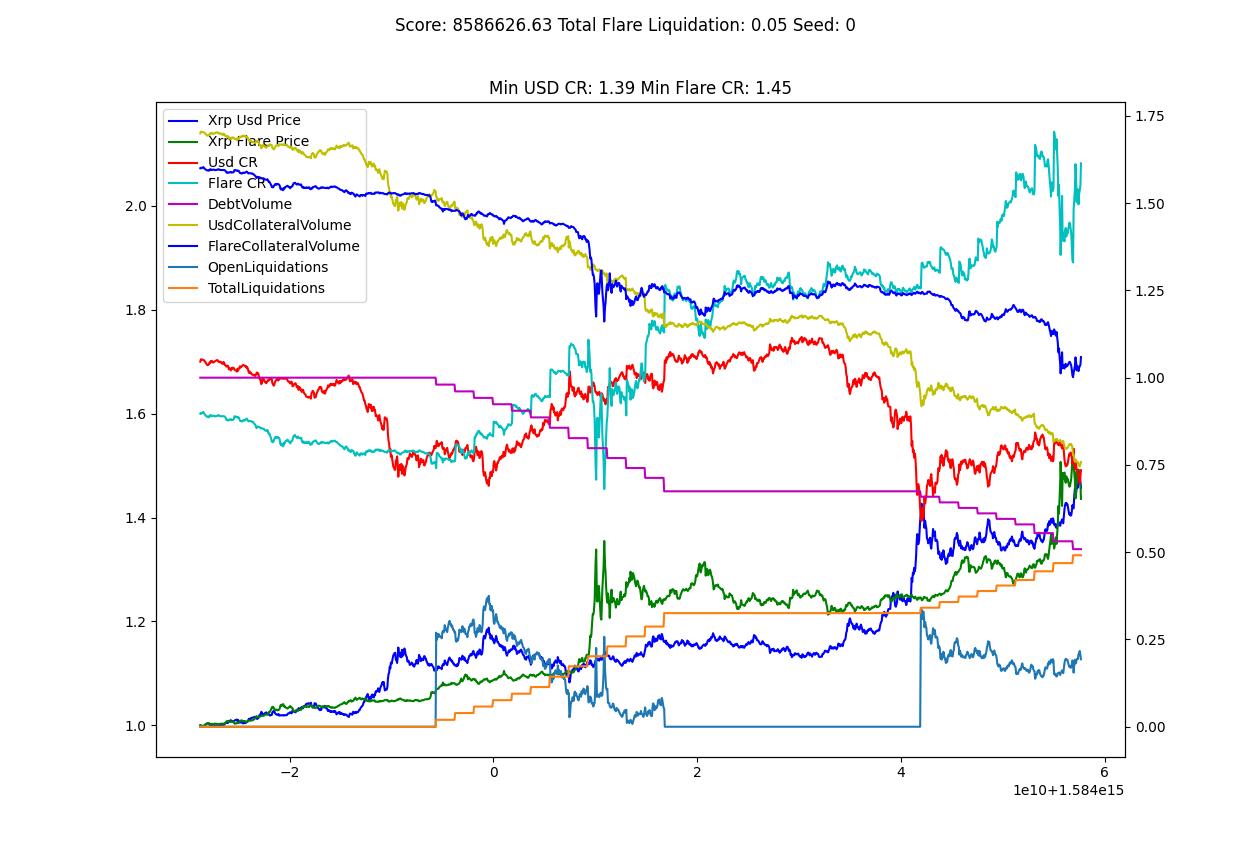 Score: 8586626.63 Total Flare Liquidation: 0.05 Seed: 0
Min USD CR: 1.39 Min Flare CR: 1.45
Xrp Usd Price
Xrp Flare Price
Usd CR
Flare CR
DebtVolume
UsdCollateralVolume
FlareCollateralVolume
OpenLiquidations
TotalLiquidations
2.0
1.8
1.6
1.4
1.2
1.0
1.75
1.50
1.25
1.00
0.75
0.50
0.25
0.00
−2 0 2 4 6
1e10+1.584e15